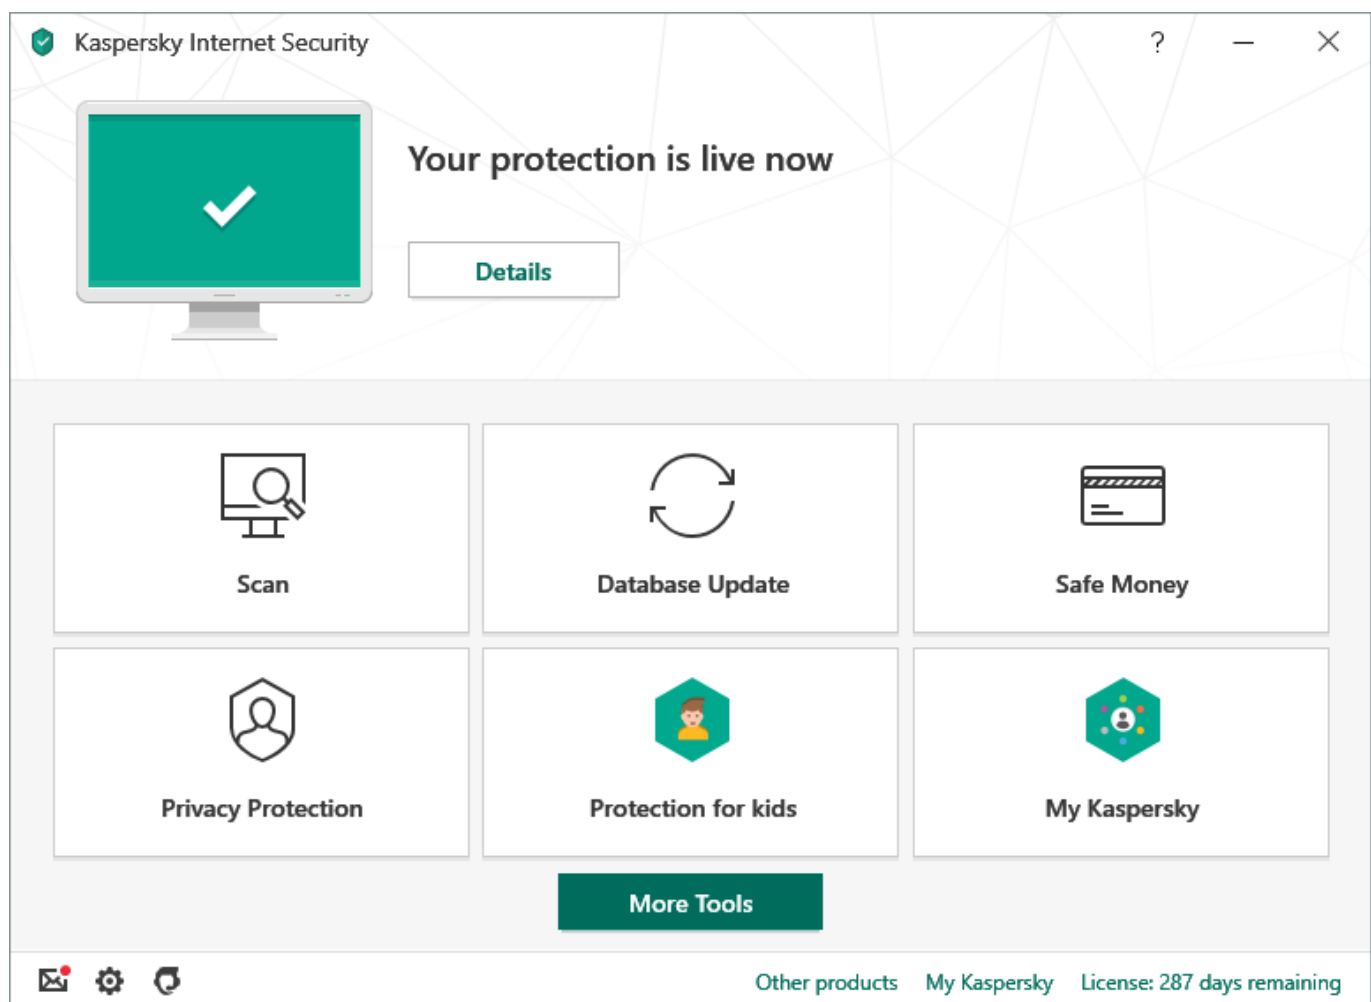 Kaspersky Internet Security
?
Your protection is live now
Details
Scan
Database Update
Safe Money
Privacy Protection
Protection for kids
My Kaspersky
More Tools
Other products
My Kaspersky
License: 287 days remaining